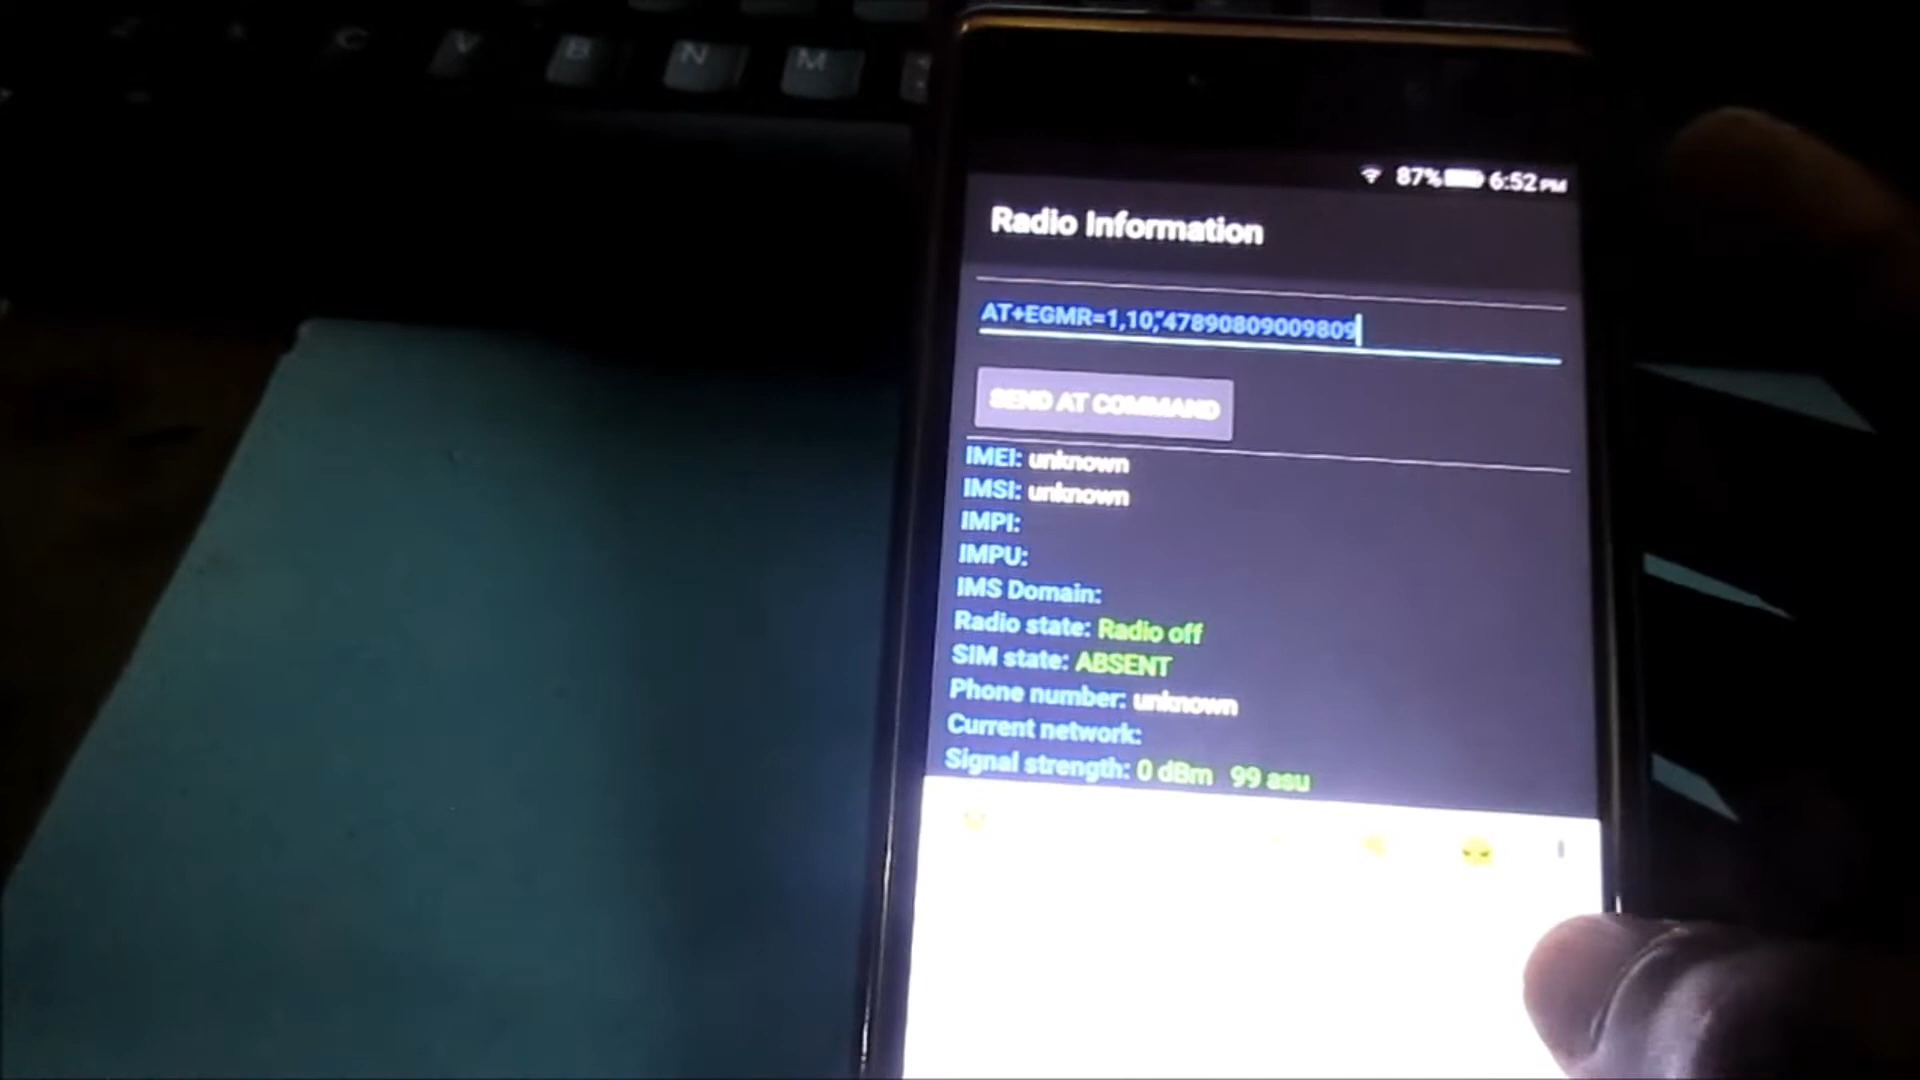 C V B N M
87% 6:52 PM
Radio Information
AT+EGMR=1,10,"47890809009809
SEND AT COMMAND
IMEI: unknown
IMSI: unknown
IMPI:
IMPU:
IMS Domain:
Radio state: Radio off
SIM state: ABSENT
Phone number: unknown
Current network:
Signal strength: 0 dBm 99 asu